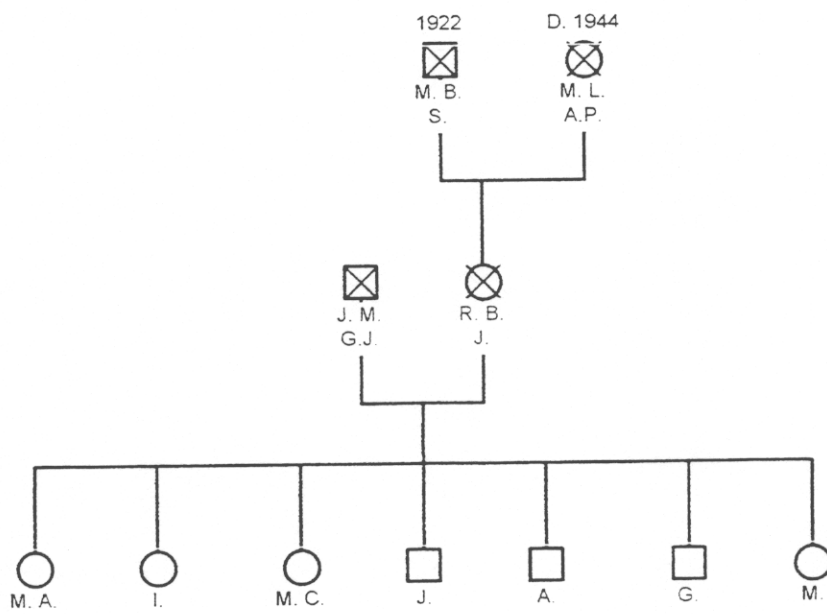 1922
D. 1944
M. B.
S.
M. L.
A.P.
J. M.
G.J.
R. B.
J.
M. A.
I.
M. C.
J.
A.
G.
M.